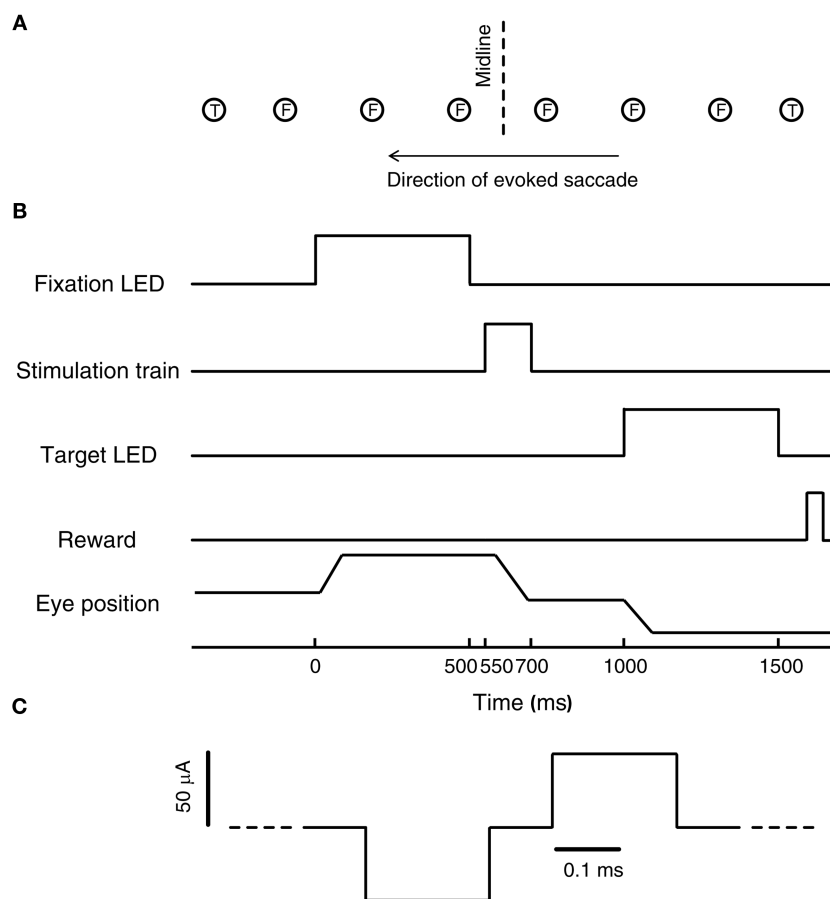 A
Midline
T F F F F F F T
Direction of evoked saccade
B
Fixation LED
Stimulation train
Target LED
Reward
Eye position
0 500 550 700 1000 1500
Time (ms)
C
50 μA
0.1 ms